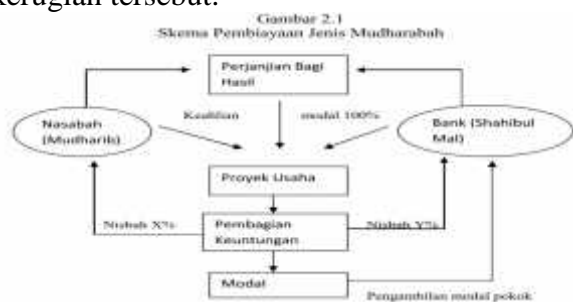 kerugian tersebut.
Gambar 2.1
Skema Pembiayaan Jenis Mudharabah
Perjanjian Bagi
Hasil
Nasabah
(Mudharib)
Keahlian
modal 100%
Bank (Shahibul
Mal)
Proyek Usaha
Nisbah X%
Pembagian
Keuntungan
Nisbah Y%
Modal
Pengambilan modal pokok